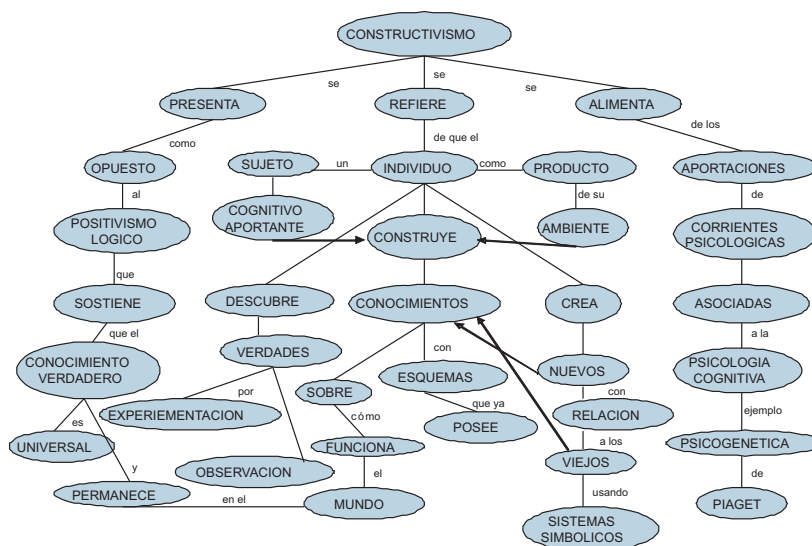 CONSTRUCTIVISMO
se
se
se
PRESENTA
REFIERE
ALIMENTA
como
de que el
de los
OPUESTO
SUJETO
un
INDIVIDUO
como
PRODUCTO
APORTACIONES
al
de su
de
POSITIVISMO
LOGICO
COGNITIVO
APORTANTE
CONSTRUYE
AMBIENTE
CORRIENTES
PSICOLOGICAS
que
SOSTIENE
DESCUBRE
CONOCIMIENTOS
CREA
ASOCIADAS
que el
a la
CONOCIMIENTO
VERDADERO
VERDADES
con
ESQUEMAS
NUEVOS
PSICOLOGIA
COGNITIVA
por
SOBRE
que ya
con
EXPERIEMENTACION
cómo
POSEE
RELACION
ejemplo
es
UNIVERSAL
FUNCIONA
a los
PSICOGENETICA
y
OBSERVACION
el
VIEJOS
de
PERMANECE
en el
MUNDO
usando
PIAGET
SISTEMAS
SIMBOLICOS